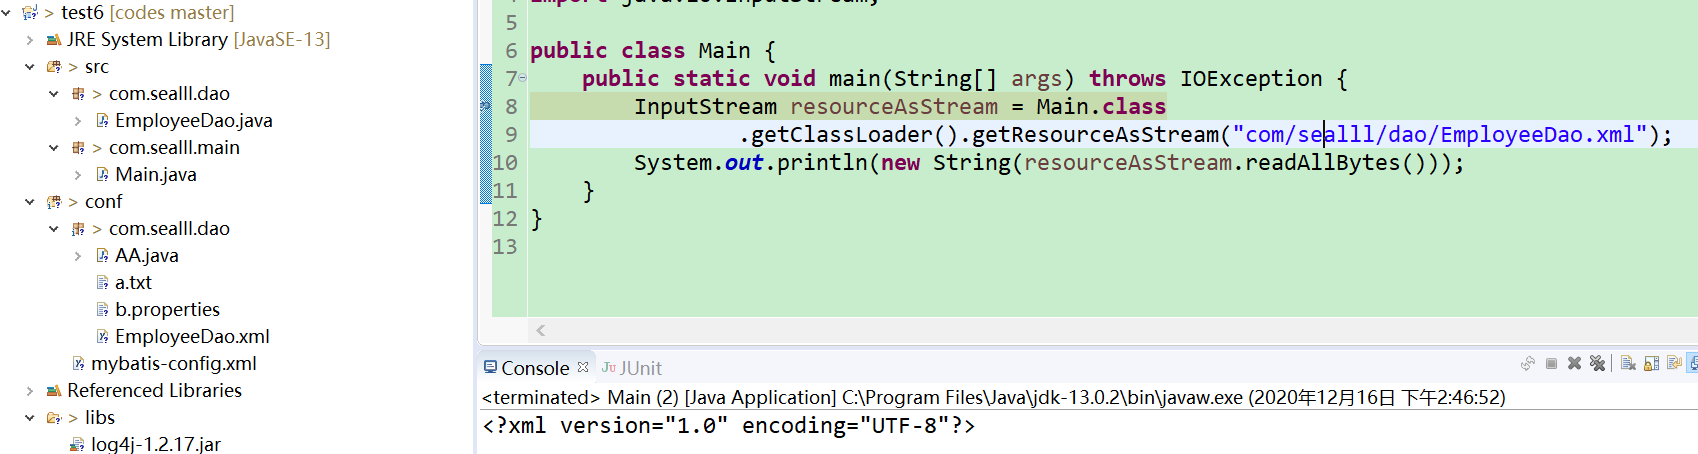 > test6 [codes master]
JRE System Library [JavaSE-13]
> src
> com.sealll.dao
> EmployeeDao.java
> com.sealll.main
> Main.java
> conf
> com.sealll.dao
AA.java
a.txt
b.properties
EmployeeDao.xml
mybatis-config.xml
Referenced Libraries
> libs
log4j-1.2.17.jar
5
6 public class Main {
7 public static void main(String[] args) throws IOException {
8 InputStream resourceAsStream = Main.class
9 .getClassLoader().getResourceAsStream("com/sealll/dao/EmployeeDao.xml");
10 System.out.println(new String(resourceAsStream.readAllBytes()));
11 }
12 }
13
Console JUnit
<terminated> Main (2) [Java Application] C:\Program Files\Java\jdk-13.0.2\bin\javaw.exe (2020年12月16日 下午2:46:52)
<?xml version="1.0" encoding="UTF-8"?>